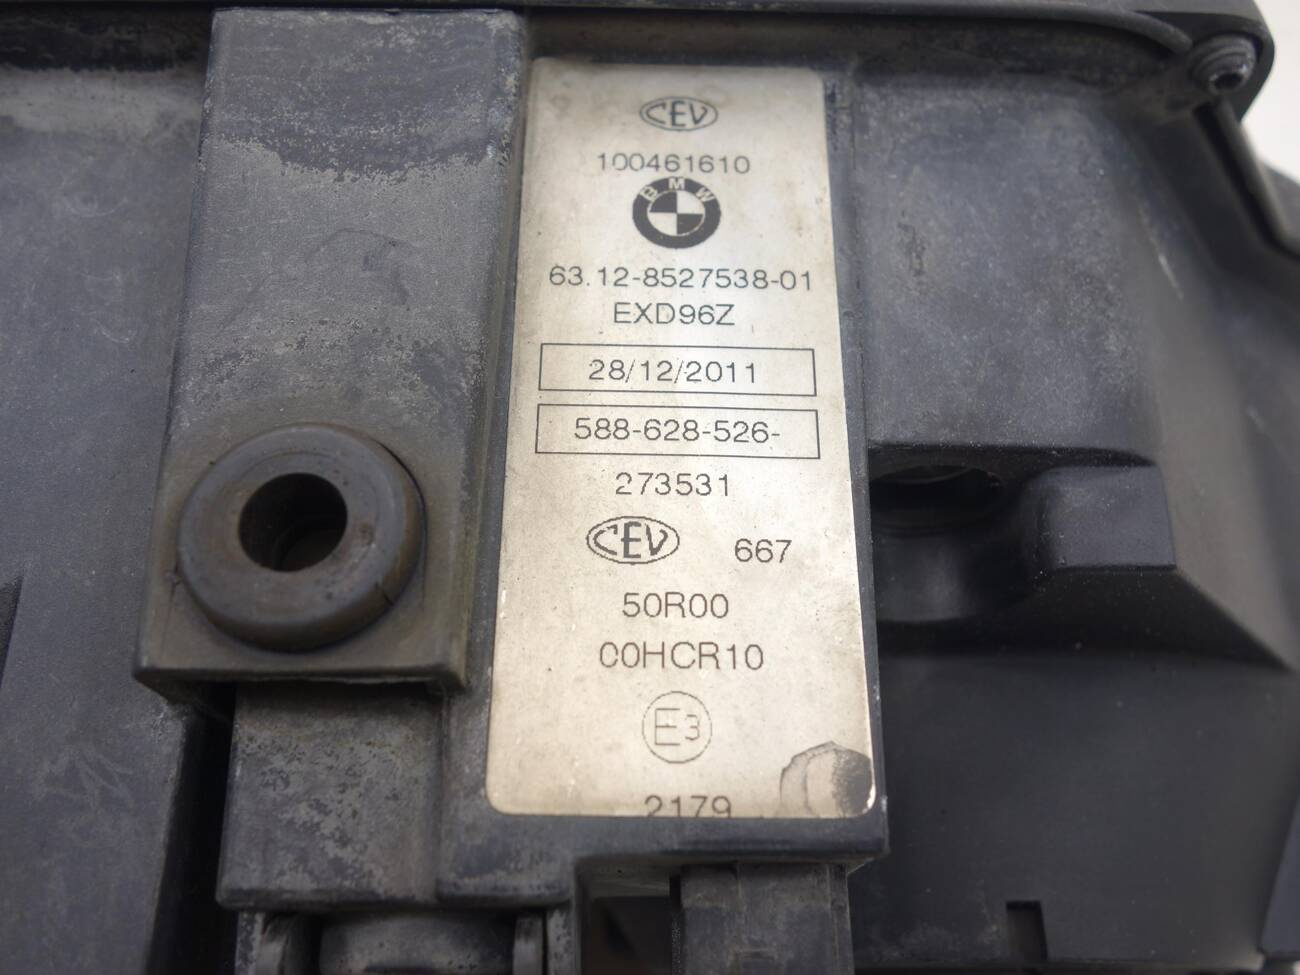 CEV
100461610
BMW
63.12-8527538-01
EXD96Z
28/12/2011
588-628-526-
273531
CEV 667
50R00
00HCR10
E3
2179